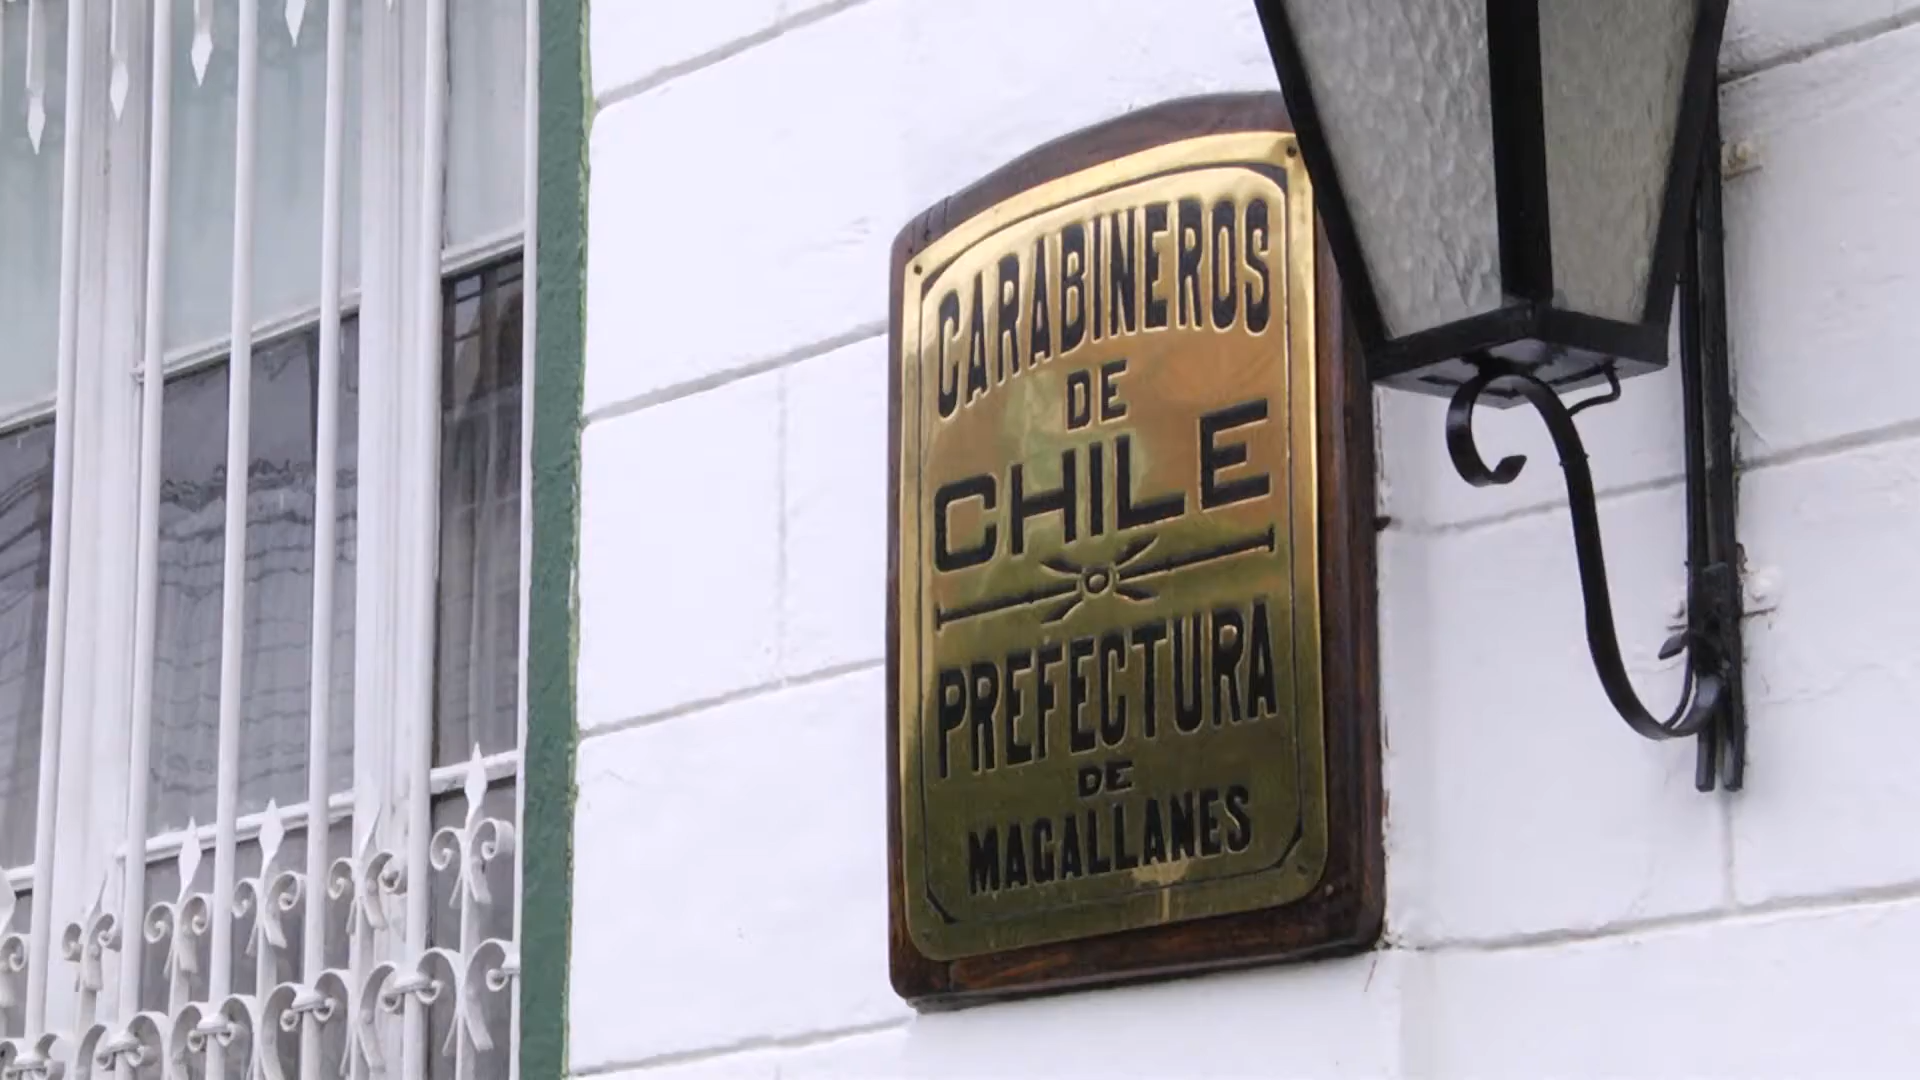 CARABINEROS
DE
CHILE
PREFECTURA
DE
MAGALLANES